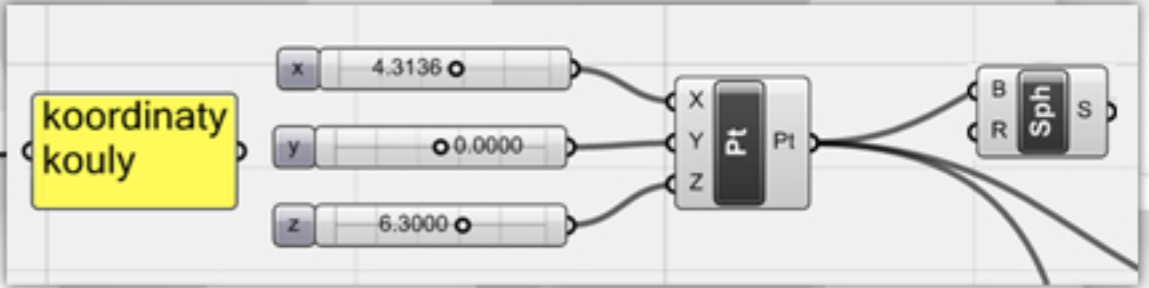 koordinaty
kouly
x
4.3136
y
0.0000
z
6.3000
X
Y
Z
Pt
Pt
B
R
Sph
S